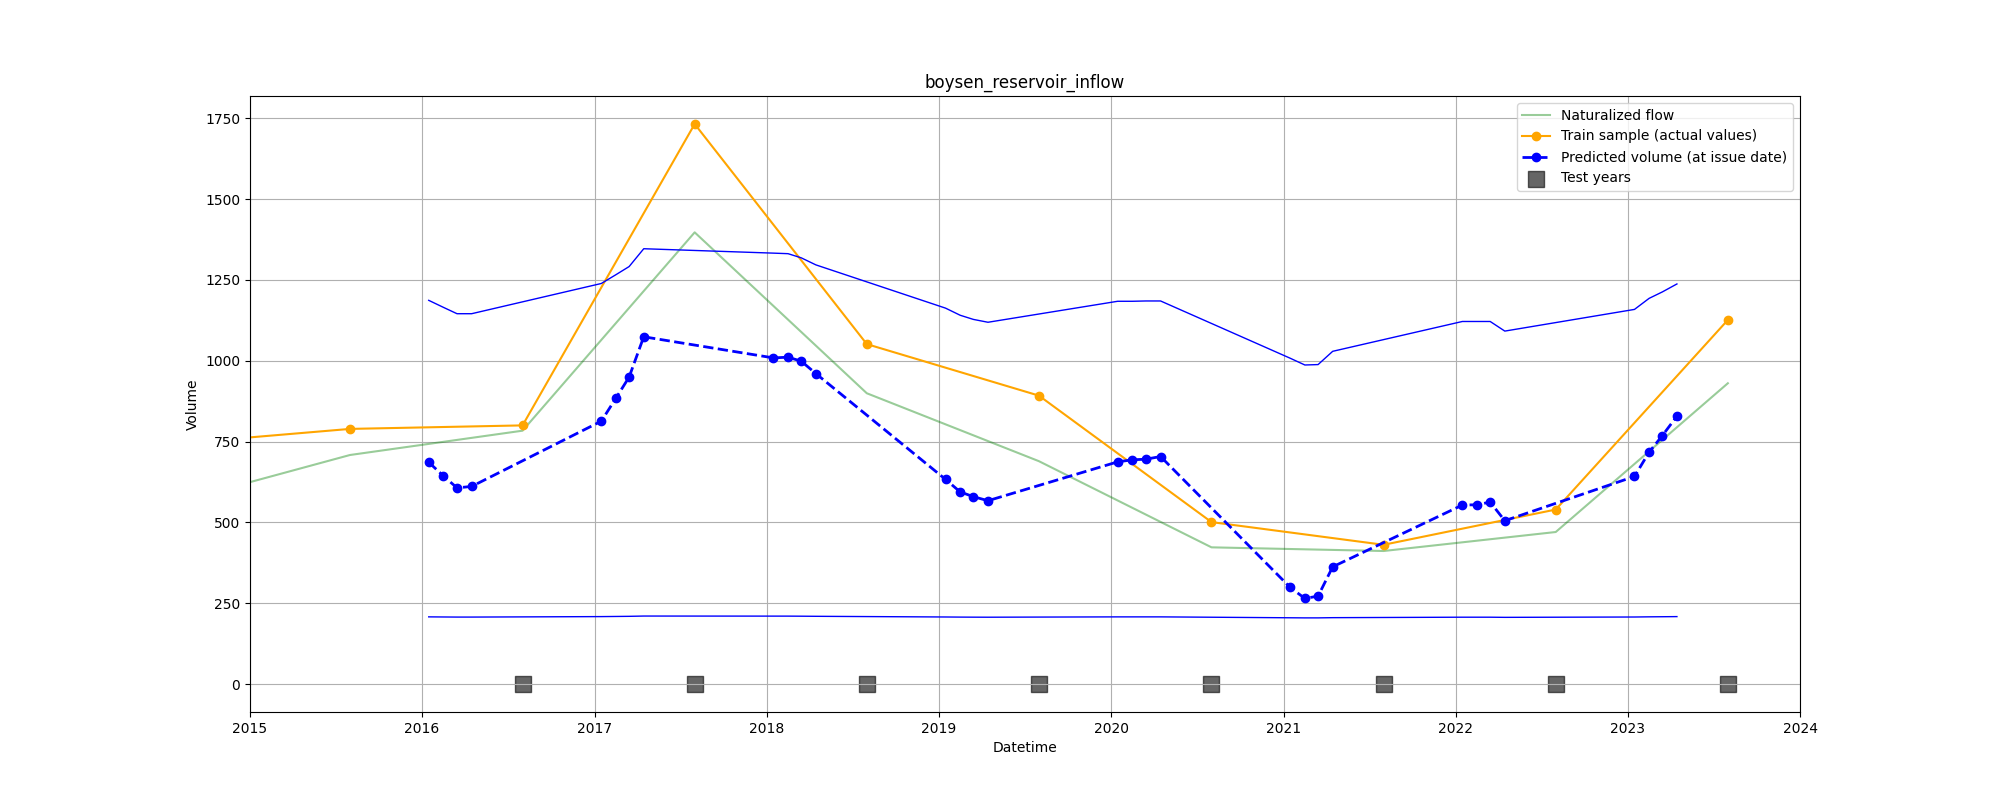 boysen_reservoir_inflow
Naturalized flow
Train sample (actual values)
Predicted volume (at issue date)
Test years
Volume
1750
1500
1250
1000
750
500
250
0
2015 2016 2017 2018 2019 2020 2021 2022 2023 2024
Datetime